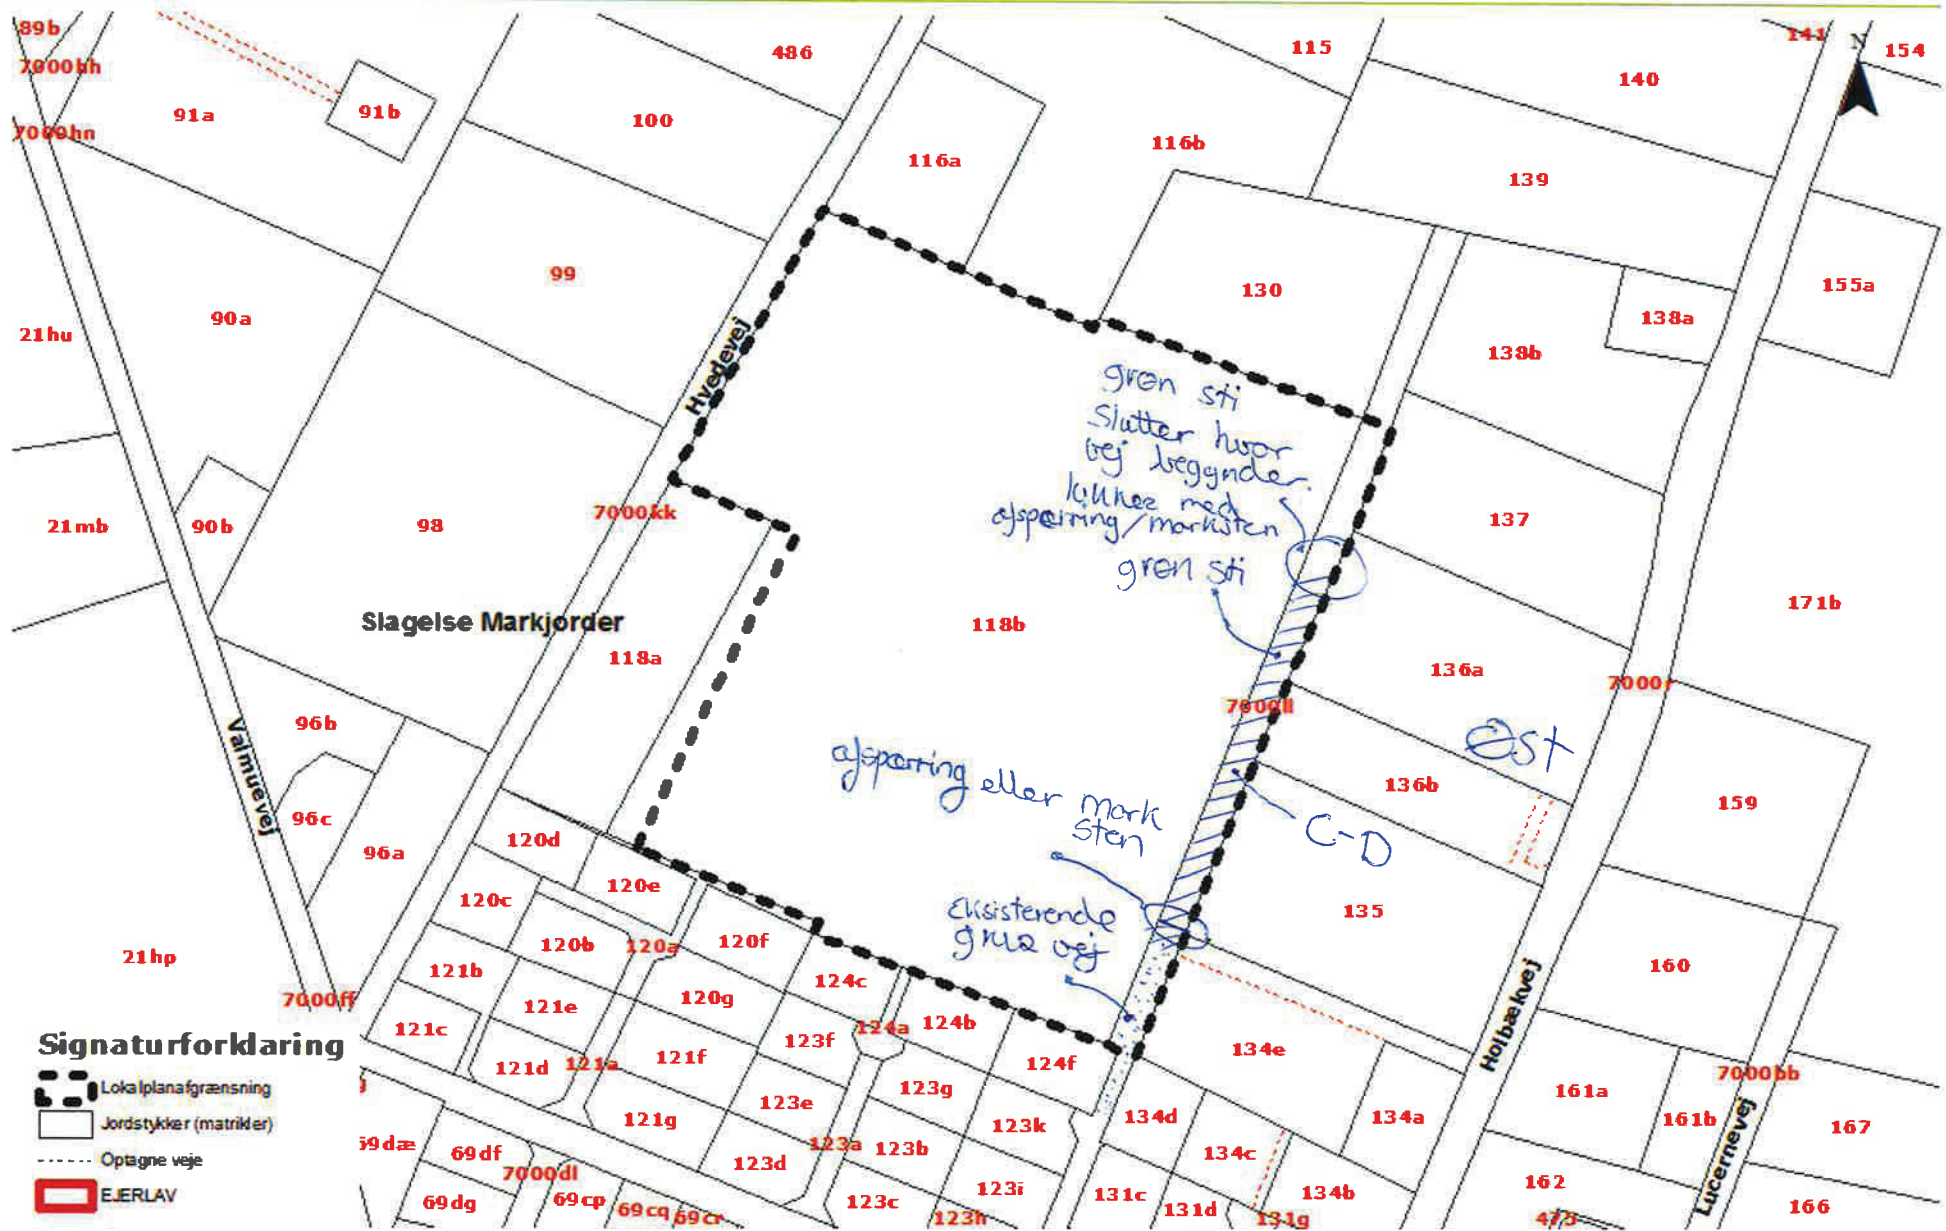 89b
7000hh
7000hn
91a
91b
486
100
116a
116b
115
140
141
N
154
139
99
90a
21hu
130
138a
138b
155a
Hvedevej
grøn sti
Slutter hvor
vej begynder.
afspærring/marksten
grøn sti
21mb
90b
98
7000kk
137
171b
Slagelse Markjorder
118a
118b
136a
7000r
7000ll
Øst
96b
Valmuevej
96c
96a
afspærring eller mark
sten
136b
C-D
159
120d
120e
120c
120b
120a
120f
Eksisterende
grus vej
135
160
21hp
7000ff
121b
121e
120g
124c
124a
124b
124f
121c
121d
121a
121f
123f
123g
134e
Holbækvej
161a
7000bb
161b
167
121g
123e
123k
134d
134a
123a
123b
123d
134c
69dæ
69df
7000dl
69dg
69cp
69cq
69cr
123c
123i
123h
131c
131d
131g
134b
162
475
Lucernevej
166
Signaturforklaring
Lokalplanafgrænsning
Jordstykker (matrikler)
Optagne veje
EJERLAV